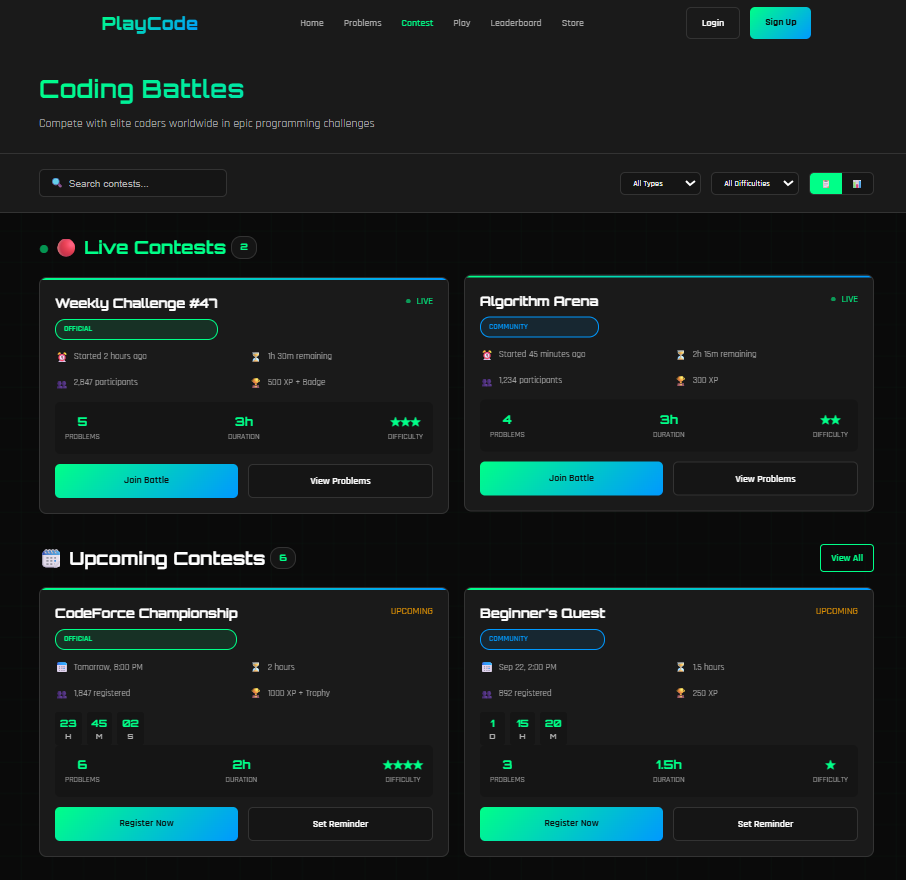 PlayCode Home Problems Contest Play Leaderboard Store Login Sign Up
Coding Battles
Compete with elite coders worldwide in epic programming challenges
Search contests... All Types All Difficulties
Live Contests 2
Weekly Challenge #47 LIVE
OFFICIAL
Started 2 hours ago 1h 30m remaining
2,847 participants 500 XP + Badge
5 3h ★★★
PROBLEMS DURATION DIFFICULTY
Join Battle View Problems
Algorithm Arena LIVE
COMMUNITY
Started 45 minutes ago 2h 15m remaining
1,234 participants 300 XP
4 3h ★★
PROBLEMS DURATION DIFFICULTY
Join Battle View Problems
Upcoming Contests 6 View All
CodeForce Championship UPCOMING
OFFICIAL
Tomorrow, 8:00 PM 2 hours
1,847 registered 1000 XP + Trophy
23 45 02
H M S
6 2h ★★★★
PROBLEMS DURATION DIFFICULTY
Register Now Set Reminder
Beginner's Quest UPCOMING
COMMUNITY
Sep 22, 2:00 PM 1.5 hours
892 registered 250 XP
1 15 20
D H M
3 1.5h ★
PROBLEMS DURATION DIFFICULTY
Register Now Set Reminder